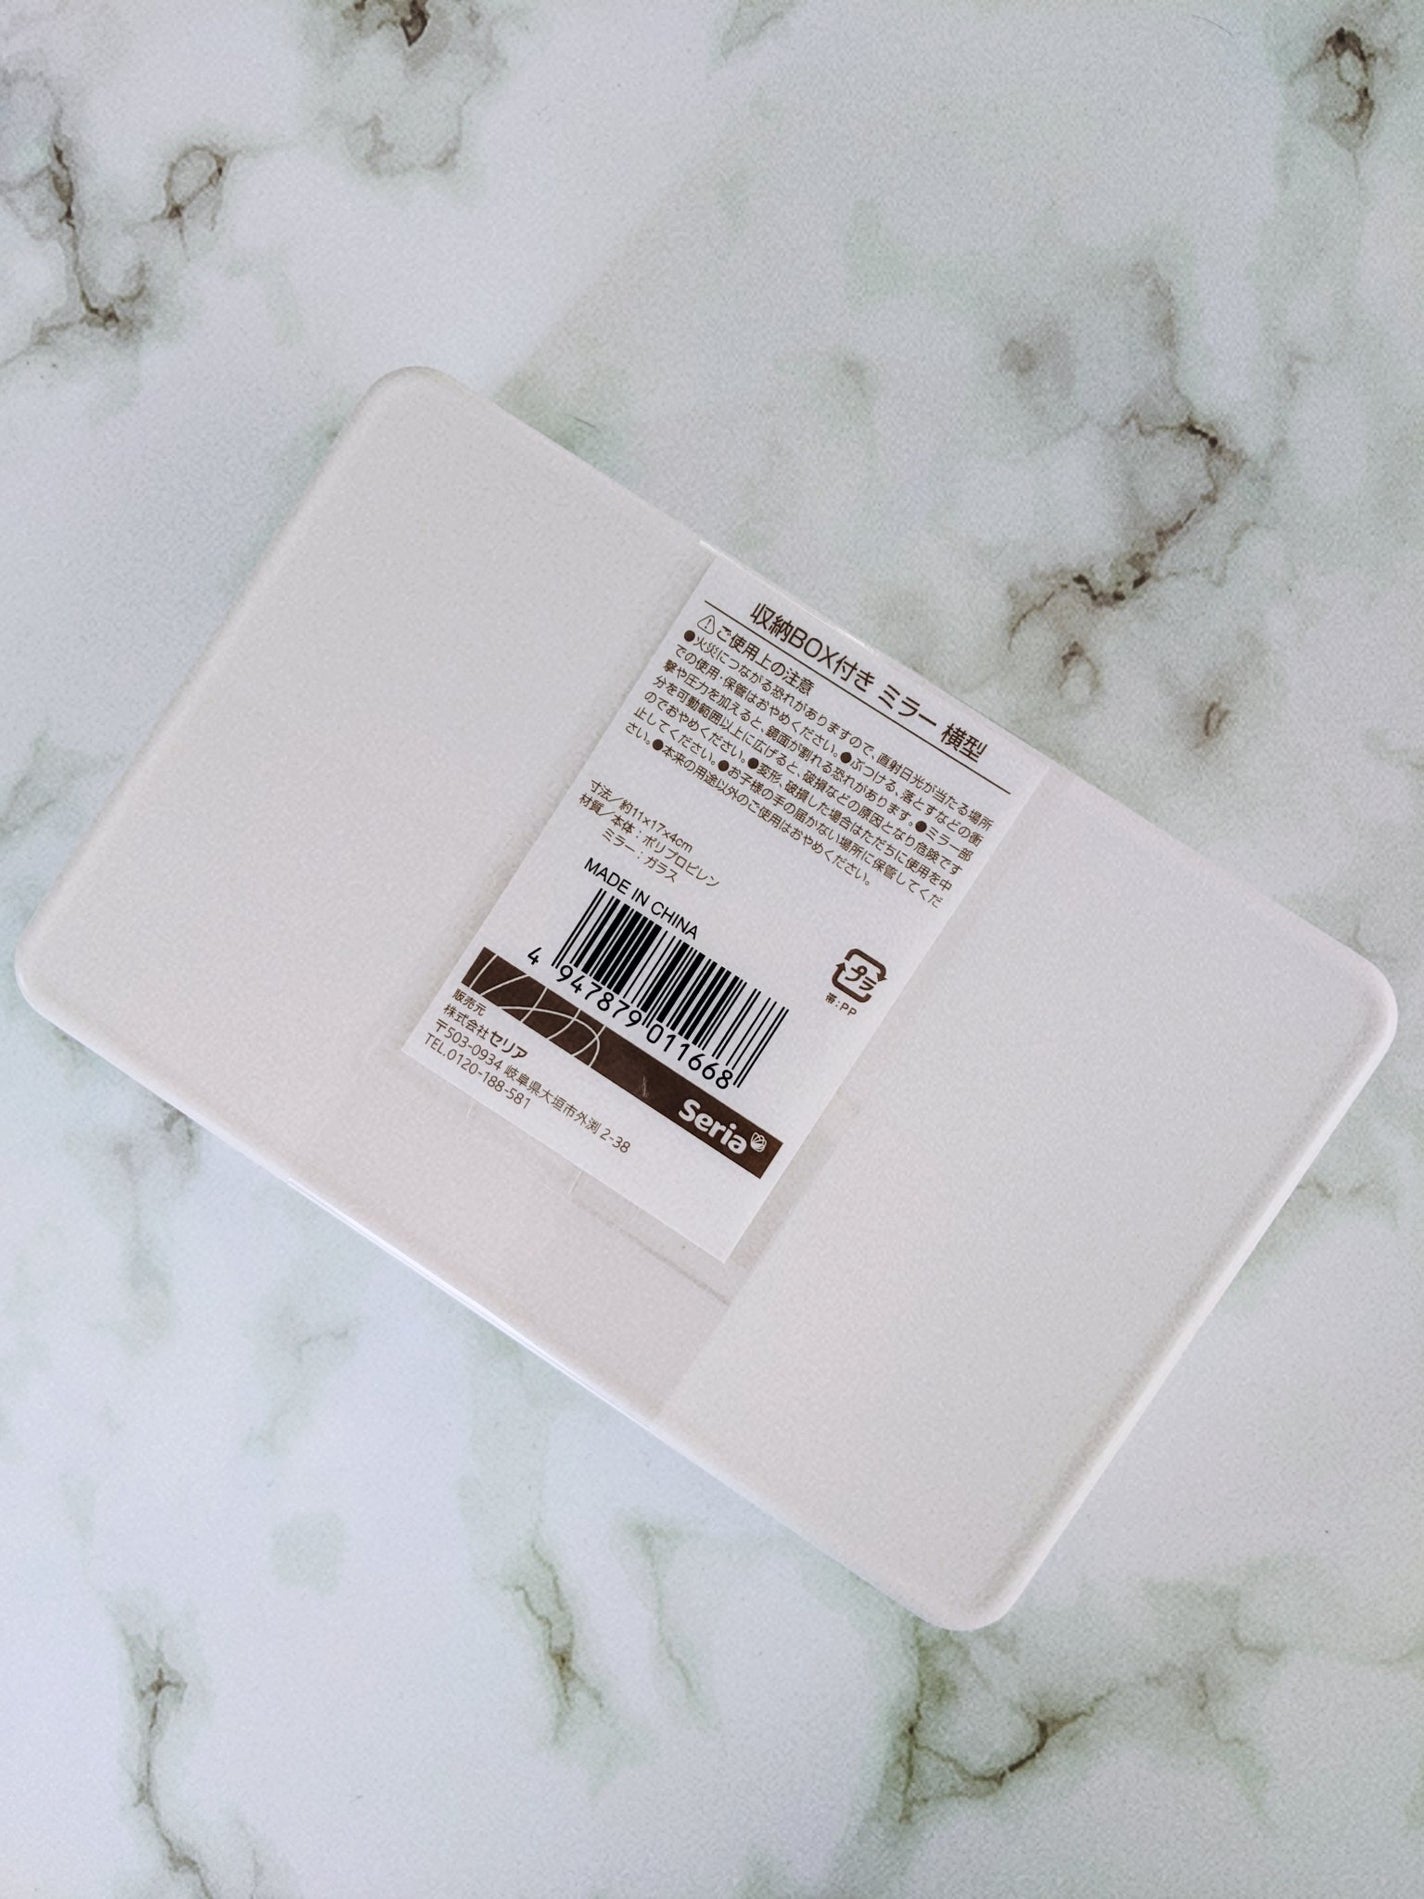 収納BOX付き ミラー 横型
⚠ご使用上の注意
●火災につながる恐れがありますので、直射日光が当たる場所
での使用・保管はおやめください。●ぶつける、落とすなどの衝
撃や圧力を加えると、鏡面が割れる恐れがあります。●ミラー部
分を可動範囲以上に広げると、破損などの原因となり危険です
のでおやめください。●変形、破損した場合はただちに使用を中
止してください。●お子様の手の届かない場所に保管してくだ
さい。●本来の用途以外のご使用はおやめください。
寸法／約11×17×4cm
材質／本体：ポリプロピレン
ミラー：ガラス
MADE IN CHINA
4 947879 011668
プラ
帯:PP
Seria
販売元
株式会社セリア
〒503-0934 岐阜県大垣市外渕 2-38
TEL.0120-188-581